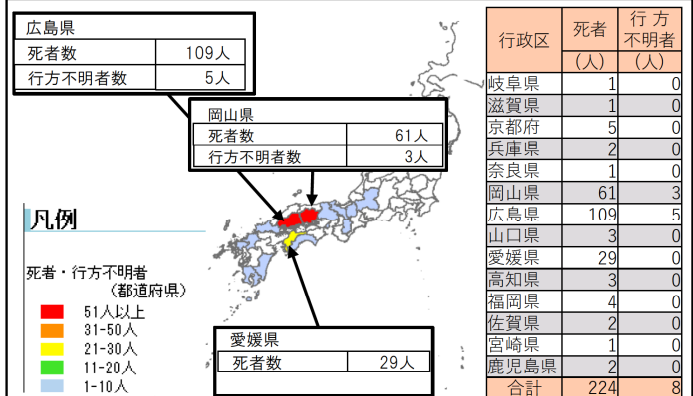 広島県
死者数 109人
行方不明者数 5人
岡山県
死者数 61人
行方不明者数 3人
愛媛県
死者数 29人
凡例
死者・行方不明者
(都道府県)
51人以上
31-50人
21-30人
11-20人
1-10人
行政区 死者 行方
不明者
(人) (人)
岐阜県 1 0
滋賀県 1 0
京都府 5 0
兵庫県 2 0
奈良県 1 0
岡山県 61 3
広島県 109 5
山口県 3 0
愛媛県 29 0
高知県 3 0
福岡県 4 0
佐賀県 2 0
宮崎県 1 0
鹿児島県 2 0
合計 224 8